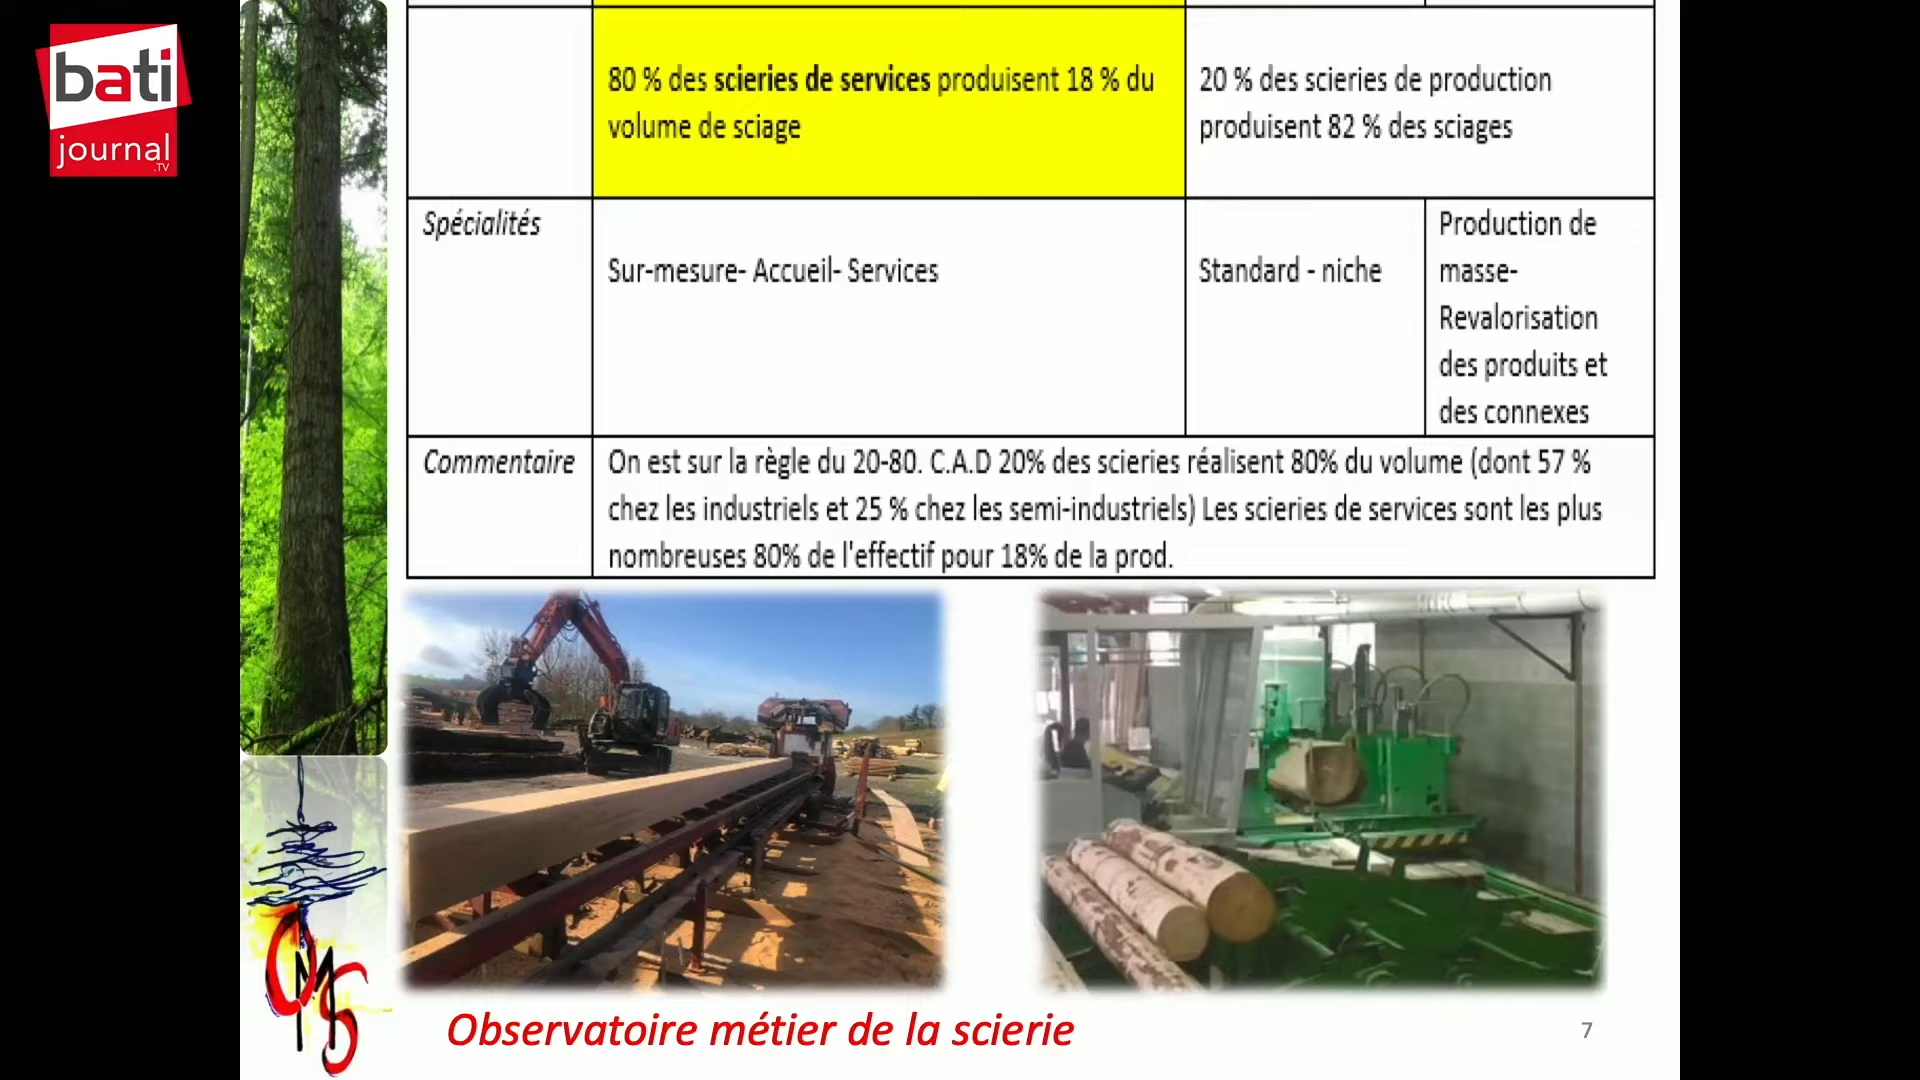 bati
journal
.TV
80 % des scieries de services produisent 18 % du
volume de sciage
20 % des scieries de production
produisent 82 % des sciages
Spécialités
Sur-mesure- Accueil- Services
Standard - niche
Production de
masse-
Revalorisation
des produits et
des connexes
Commentaire
On est sur la règle du 20-80. C.A.D 20% des scieries réalisent 80% du volume (dont 57 %
chez les industriels et 25 % chez les semi-industriels) Les scieries de services sont les plus
nombreuses 80% de l'effectif pour 18% de la prod.
OMS
Observatoire métier de la scierie
7